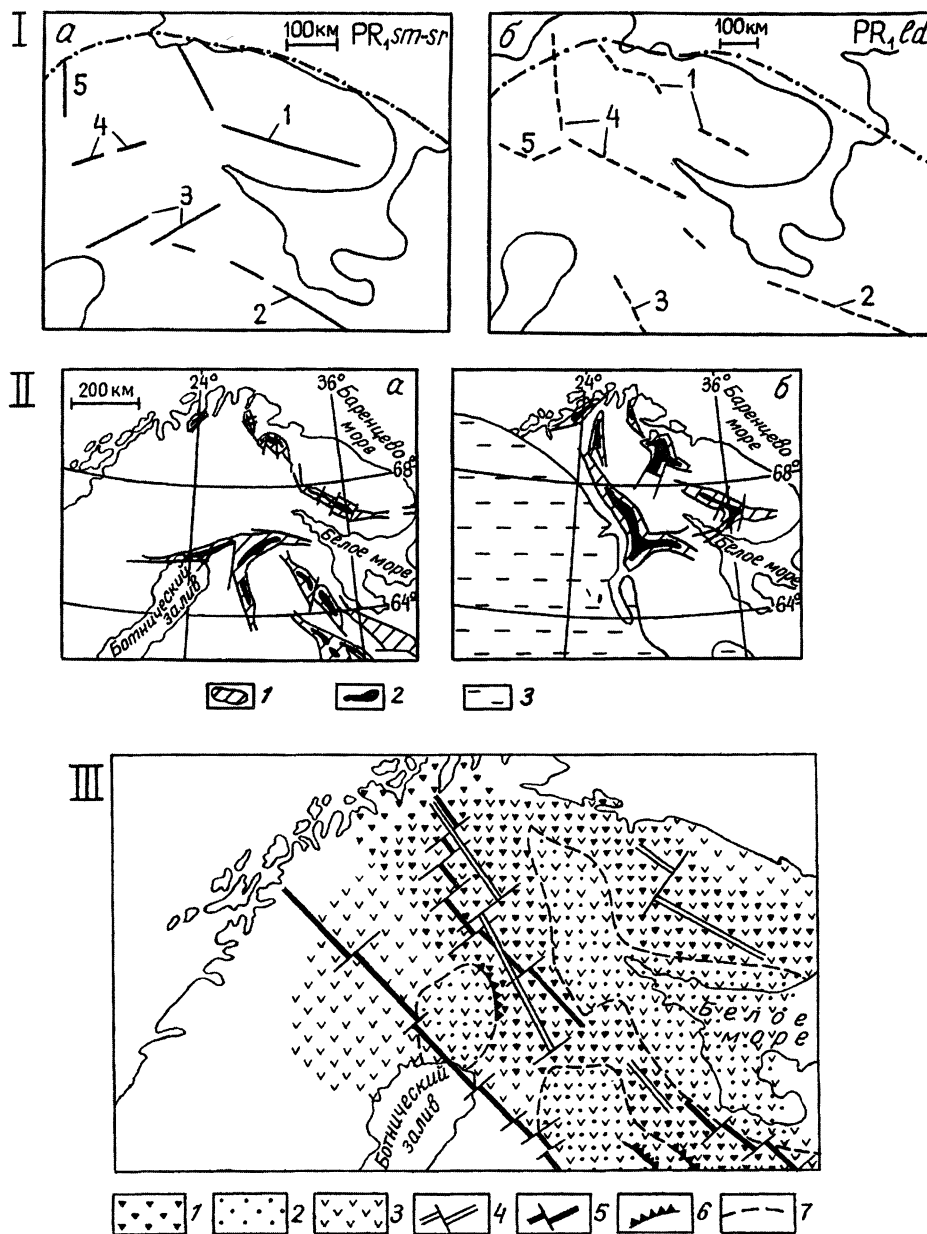 I
а
100км
PR₁sm-sr
5
4
1
3
2
б
100км
PR₁ld
1
4
5
3
2
II
200 км
24°
36°
а
Баренцево
море
68°
Белое море
64°
Ботнический
залив
24°
36°
б
Баренцево
море
68°
Белое море
64°
1
2
3
III
Белое
море
Ботнический
залив
1
2
3
4
5
6
7